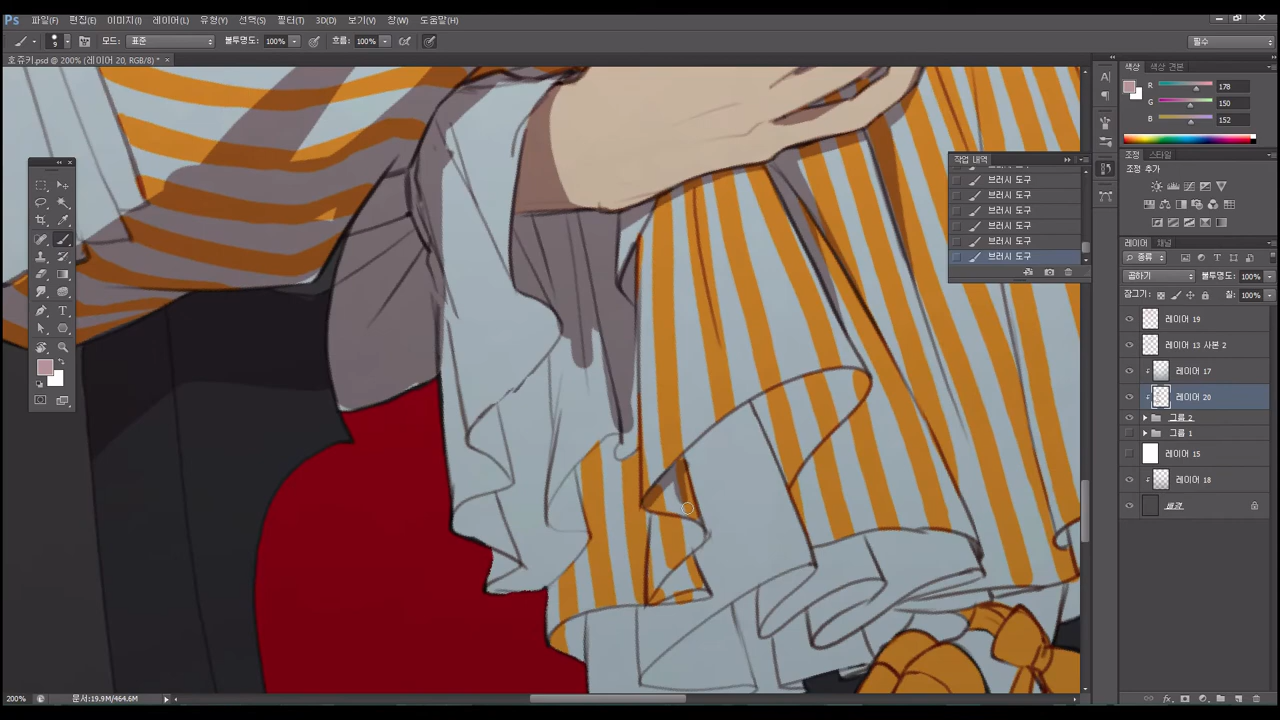 Ps 파일(F) 편집(E) 이미지(I) 레이어(L) 유형(Y) 선택(S) 필터(T) 3D(D) 보기(V) 창(W) 도움말(H)
9 모드: 표준 불투명도: 100% 흐름: 100% 필수
호쥬키.psd @ 200% (레이어 20, RGB/8) * ×
색상 색상 견본
R 178
G 150
B 152
작업 내역
브러시 도구
브러시 도구
브러시 도구
브러시 도구
브러시 도구
브러시 도구
조정 스타일
조정 추가
레이어 채널
종류
곱하기 불투명도: 100%
잠그기: 칠: 100%
레이어 19
레이어 13 사본 2
레이어 17
레이어 20
그룹 2
그룹 1
레이어 15
레이어 18
배경
200% 문서:19.9M/464.6M